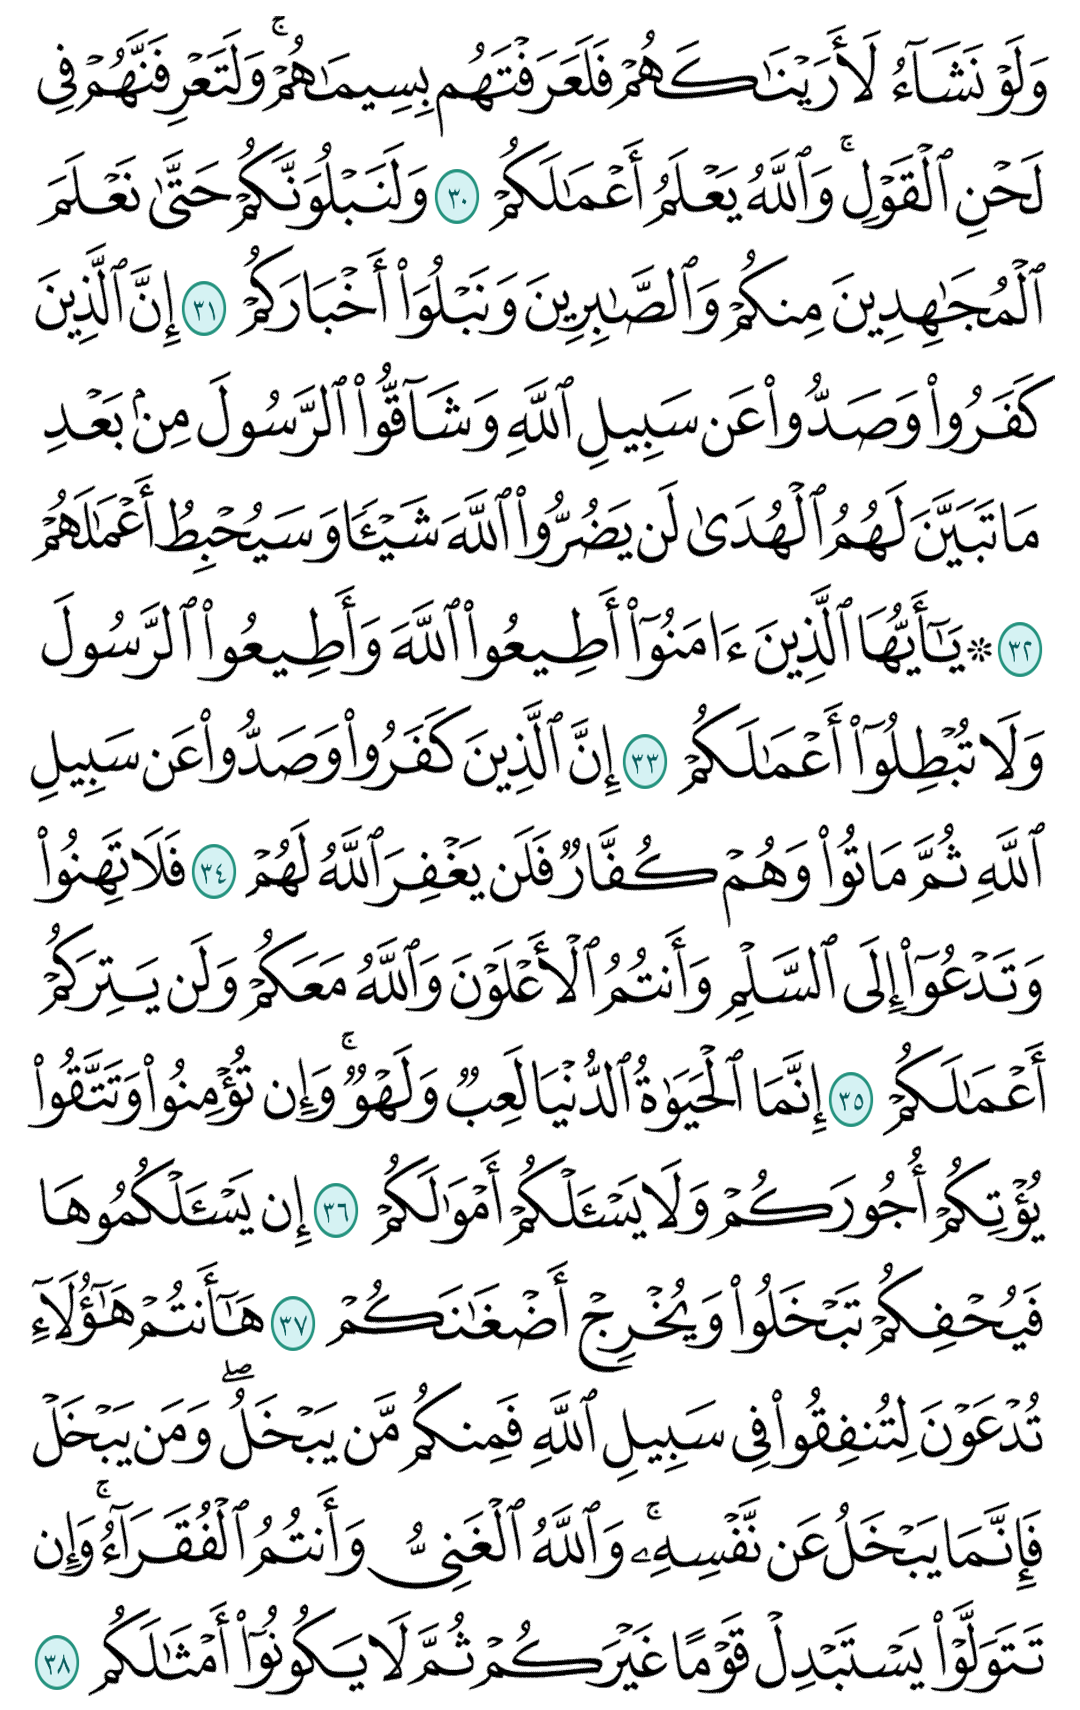 وَلَوْ نَشَآءُ لَأَرَيْنَٰكَهُمْ فَلَعَرَفْتَهُم بِسِيمَٰهُمْ ۚ وَلَتَعْرِفَنَّهُمْ فِى
لَحْنِ ٱلْقَوْلِ ۚ وَٱللَّهُ يَعْلَمُ أَعْمَٰلَكُمْ ٣٠ وَلَنَبْلُوَنَّكُمْ حَتَّىٰ نَعْلَمَ
ٱلْمُجَٰهِدِينَ مِنكُمْ وَٱلصَّٰبِرِينَ وَنَبْلُوَا۟ أَخْبَارَكُمْ ٣١ إِنَّ ٱلَّذِينَ
كَفَرُوا۟ وَصَدُّوا۟ عَن سَبِيلِ ٱللَّهِ وَشَآقُّوا۟ ٱلرَّسُولَ مِنۢ بَعْدِ
مَا تَبَيَّنَ لَهُمُ ٱلْهُدَىٰ لَن يَضُرُّوا۟ ٱللَّهَ شَيْـًٔا وَسَيُحْبِطُ أَعْمَٰلَهُمْ
٣٢ ۞ يَٰٓأَيُّهَا ٱلَّذِينَ ءَامَنُوٓا۟ أَطِيعُوا۟ ٱللَّهَ وَأَطِيعُوا۟ ٱلرَّسُولَ
وَلَا تُبْطِلُوٓا۟ أَعْمَٰلَكُمْ ٣٣ إِنَّ ٱلَّذِينَ كَفَرُوا۟ وَصَدُّوا۟ عَن سَبِيلِ
ٱللَّهِ ثُمَّ مَاتُوا۟ وَهُمْ كُفَّارٌ فَلَن يَغْفِرَ ٱللَّهُ لَهُمْ ٣٤ فَلَا تَهِنُوا۟
وَتَدْعُوٓا۟ إِلَى ٱلسَّلْمِ وَأَنتُمُ ٱلْأَعْلَوْنَ وَٱللَّهُ مَعَكُمْ وَلَن يَتِرَكُمْ
أَعْمَٰلَكُمْ ٣٥ إِنَّمَا ٱلْحَيَوٰةُ ٱلدُّنْيَا لَعِبٌ وَلَهْوٌ ۚ وَإِن تُؤْمِنُوا۟ وَتَتَّقُوا۟
يُؤْتِكُمْ أُجُورَكُمْ وَلَا يَسْـَٔلْكُمْ أَمْوَٰلَكُمْ ٣٦ إِن يَسْـَٔلْكُمُوهَا
فَيُحْفِكُمْ تَبْخَلُوا۟ وَيُخْرِجْ أَضْغَٰنَكُمْ ٣٧ هَٰٓأَنتُمْ هَٰٓؤُلَآءِ
تُدْعَوْنَ لِتُنفِقُوا۟ فِى سَبِيلِ ٱللَّهِ فَمِنكُم مَّن يَبْخَلُ ۖ وَمَن يَبْخَلْ
فَإِنَّمَا يَبْخَلُ عَن نَّفْسِهِۦ ۚ وَٱللَّهُ ٱلْغَنِىُّ وَأَنتُمُ ٱلْفُقَرَآءُ ۚ وَإِن
تَتَوَلَّوْا۟ يَسْتَبْدِلْ قَوْمًا غَيْرَكُمْ ثُمَّ لَا يَكُونُوٓا۟ أَمْثَٰلَكُم ٣٨